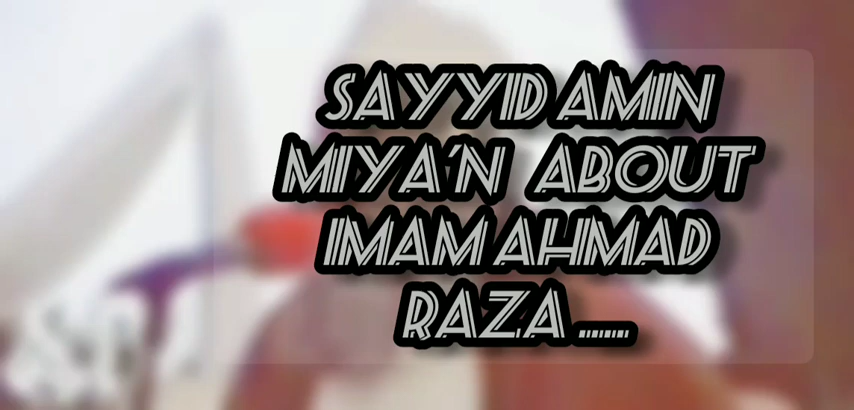 SAYYID AMIN
MIYA'N ABOUT
IMAM AHMAD
RAZA .......